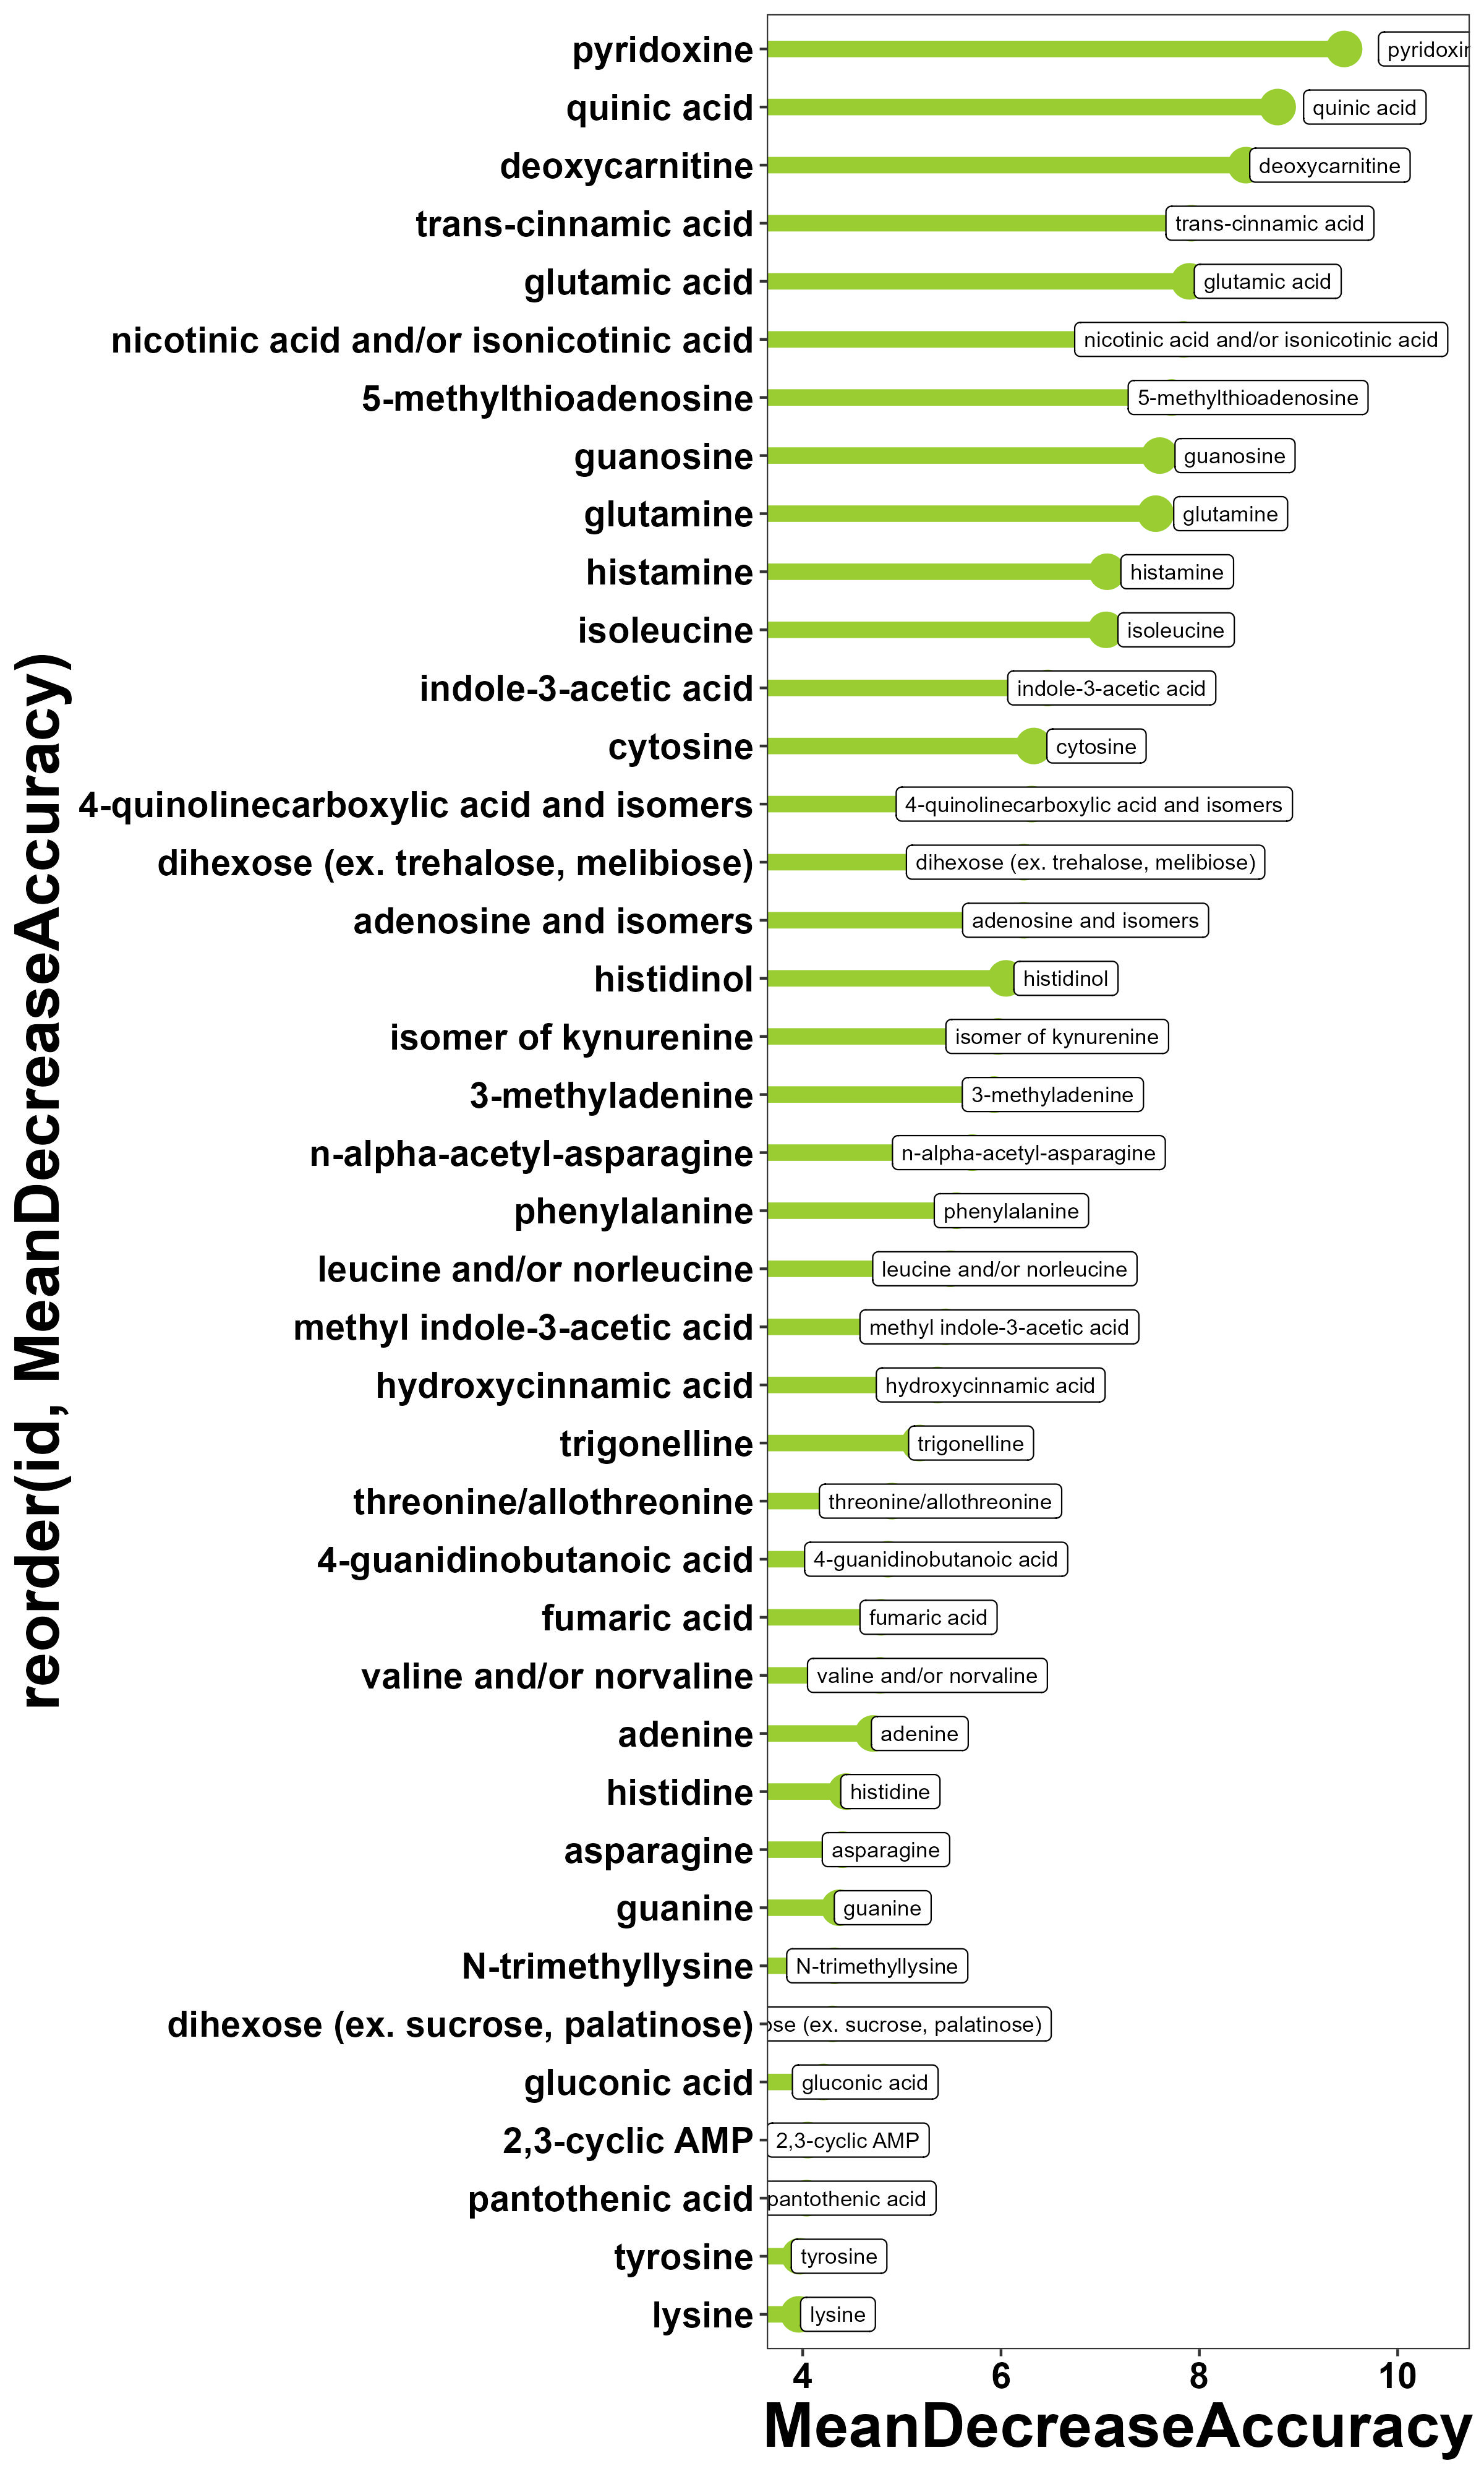 pyridoxine pyridoxin
quinic acid quinic acid
deoxycarnitine deoxycarnitine
trans-cinnamic acid trans-cinnamic acid
glutamic acid glutamic acid
nicotinic acid and/or isonicotinic acid nicotinic acid and/or isonicotinic acid
5-methylthioadenosine 5-methylthioadenosine
guanosine guanosine
glutamine glutamine
histamine histamine
isoleucine isoleucine
indole-3-acetic acid indole-3-acetic acid
cytosine cytosine
4-quinolinecarboxylic acid and isomers 4-quinolinecarboxylic acid and isomers
dihexose (ex. trehalose, melibiose) dihexose (ex. trehalose, melibiose)
adenosine and isomers adenosine and isomers
histidinol histidinol
isomer of kynurenine isomer of kynurenine
3-methyladenine 3-methyladenine
n-alpha-acetyl-asparagine n-alpha-acetyl-asparagine
phenylalanine phenylalanine
leucine and/or norleucine leucine and/or norleucine
methyl indole-3-acetic acid methyl indole-3-acetic acid
hydroxycinnamic acid hydroxycinnamic acid
trigonelline trigonelline
threonine/allothreonine threonine/allothreonine
4-guanidinobutanoic acid 4-guanidinobutanoic acid
fumaric acid fumaric acid
valine and/or norvaline valine and/or norvaline
adenine adenine
histidine histidine
asparagine asparagine
guanine guanine
N-trimethyllysine N-trimethyllysine
dihexose (ex. sucrose, palatinose) ose (ex. sucrose, palatinose)
gluconic acid gluconic acid
2,3-cyclic AMP 2,3-cyclic AMP
pantothenic acid pantothenic acid
tyrosine tyrosine
lysine lysine
4 6 8 10
MeanDecreaseAccuracy
reorder(id, MeanDecreaseAccuracy)